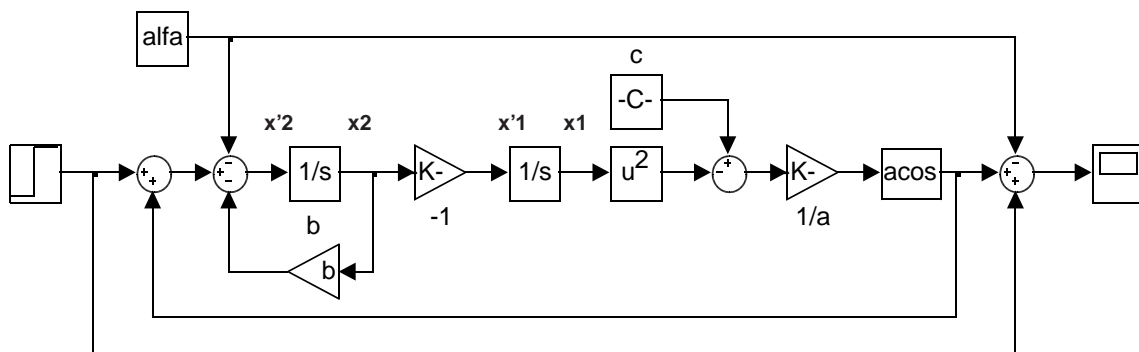 alfa
c
-C-
x'2
x2
x'1
x1
1/s
K-
1/s
u2
K-
acos
b
-1
1/a
b